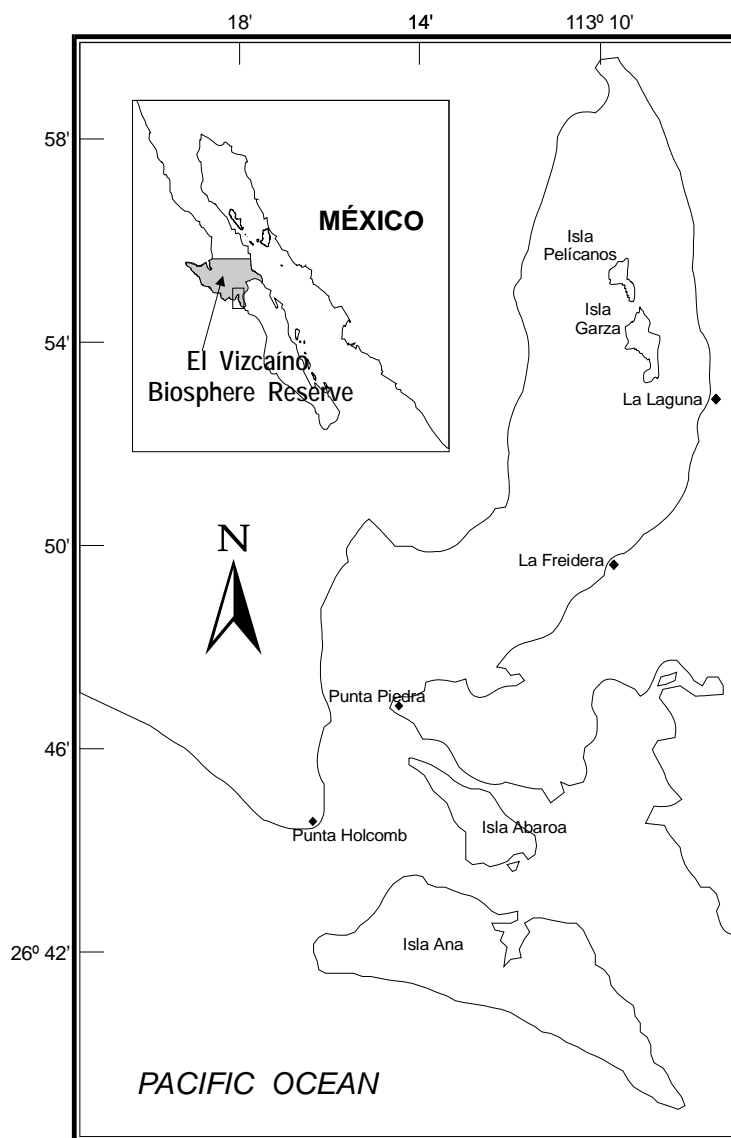 18'
14'
113º 10'
58'
54'
50'
46'
26º 42'
MÉXICO
El Vizcaíno
Biosphere Reserve
N
Isla
Pelícanos
Isla
Garza
La Laguna
La Freidera
Punta Piedra
Punta Holcomb
Isla Abaroa
Isla Ana
PACIFIC OCEAN